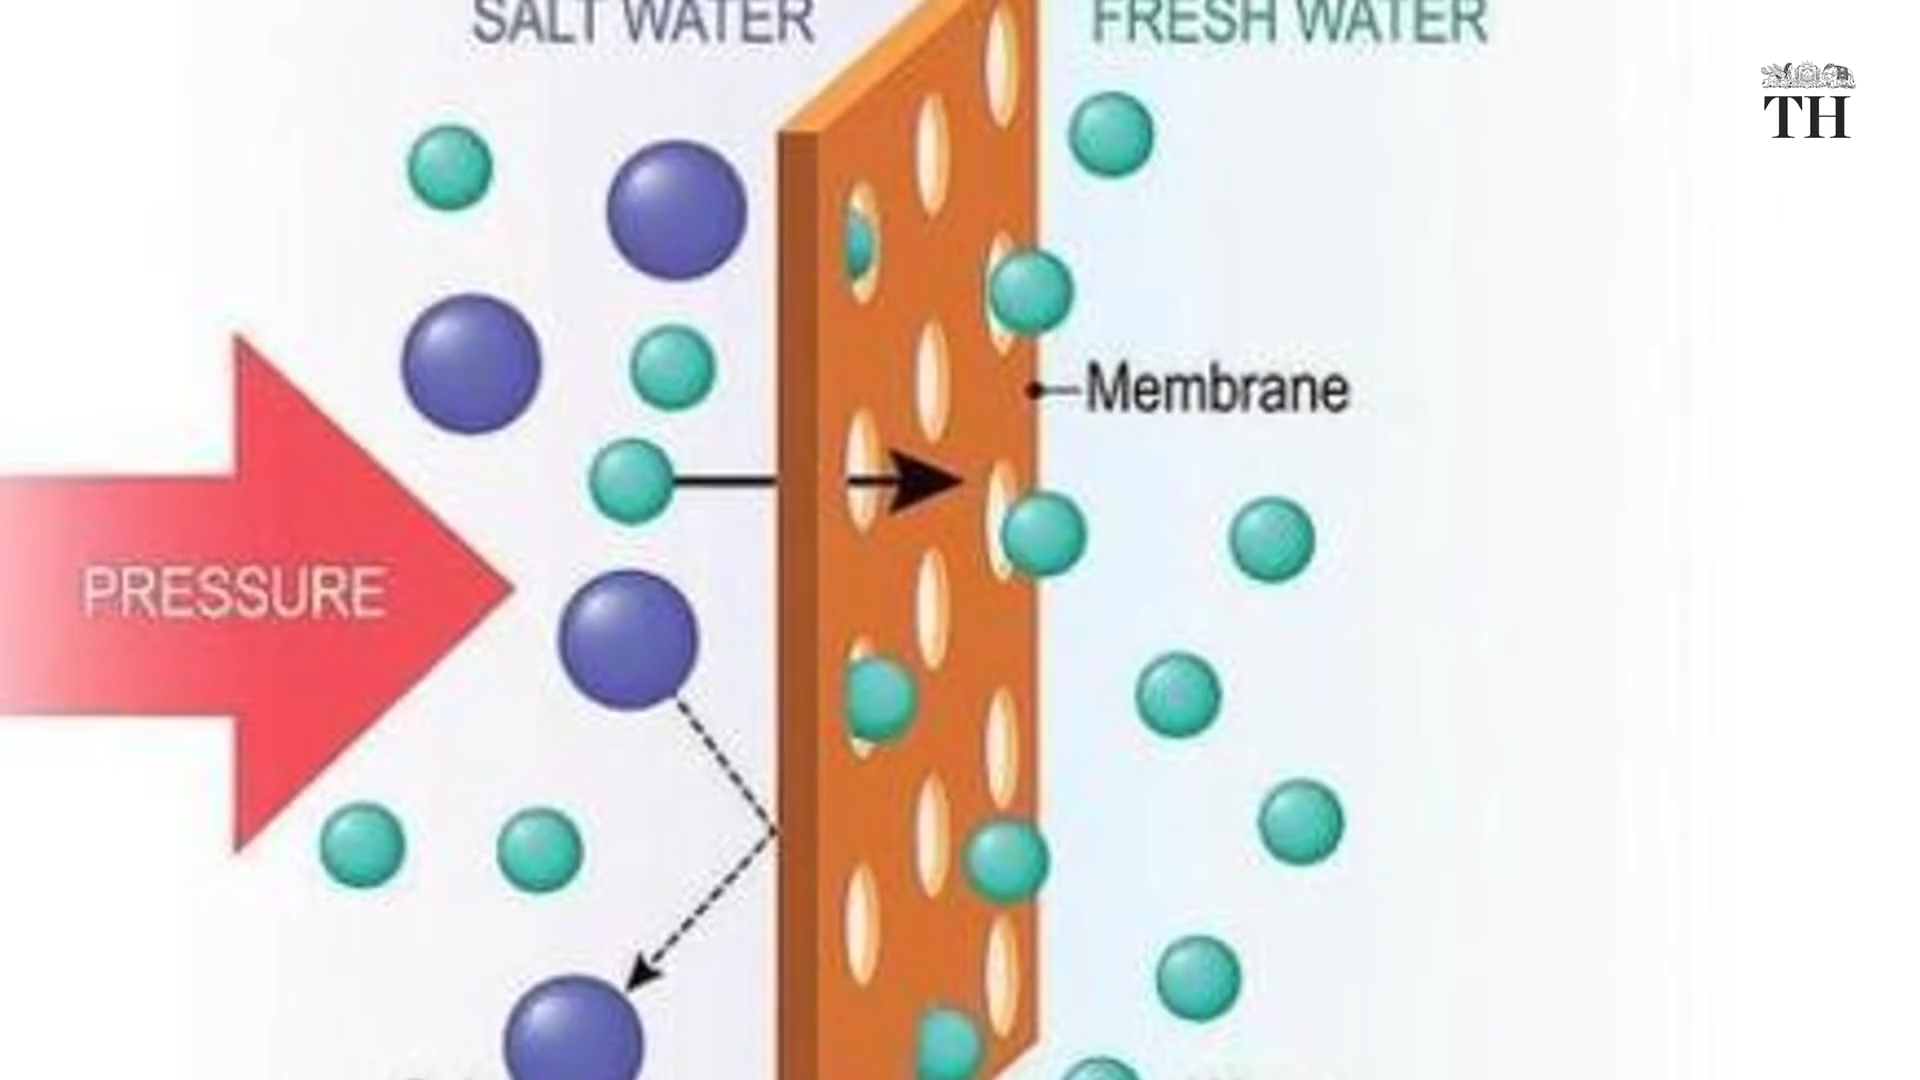 SALT WATER
FRESH WATER
TH
Membrane
PRESSURE